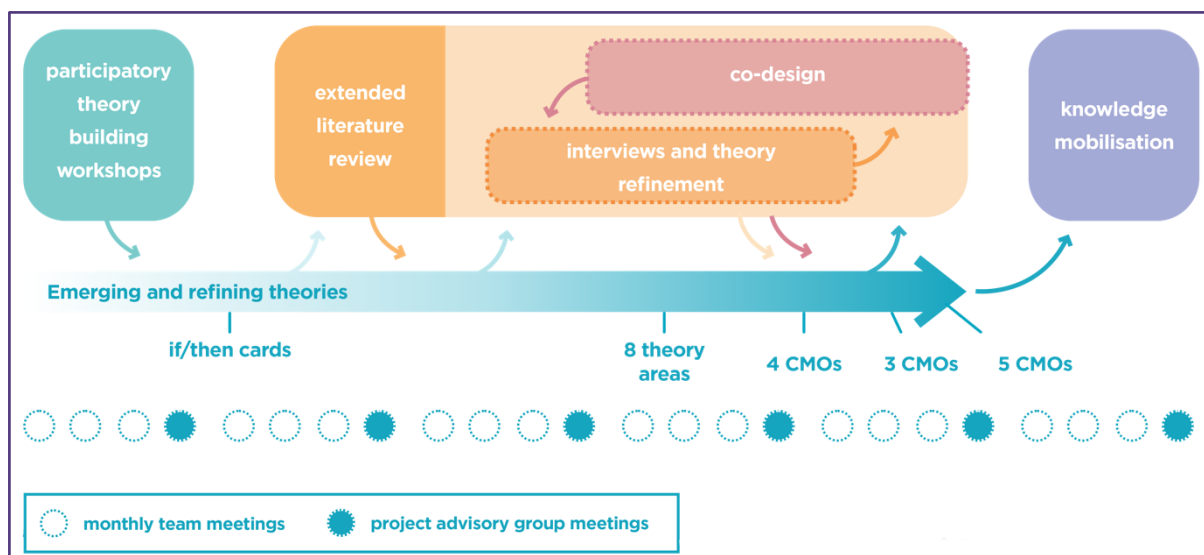 participatory
theory
building
workshops
extended
literature
review
co-design
interviews and theory
refinement
knowledge
mobilisation
Emerging and refining theories
if/then cards
8 theory
areas
4 CMOs
3 CMOs
5 CMOs
monthly team meetings
project advisory group meetings